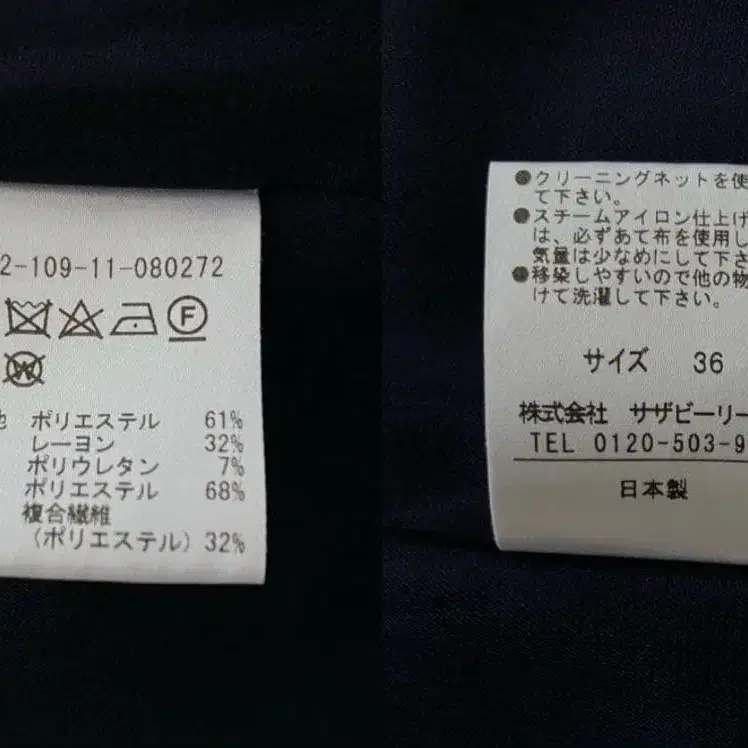 2-109-11-080272
F
W
ポリエステル 61%
レーヨン 32%
ポリウレタン 7%
ポリエステル 68%
複合繊維
(ポリエステル) 32%
●クリーニングネットを使
て下さい。
●スチームアイロン仕上げ
は、必ずあて布を使用し
気量は少なめにして下さ
●移染しやすいので他の物
けて洗濯して下さい。
サイズ 36
株式会社 サザビーリー
TEL 0120-503-9
日本製